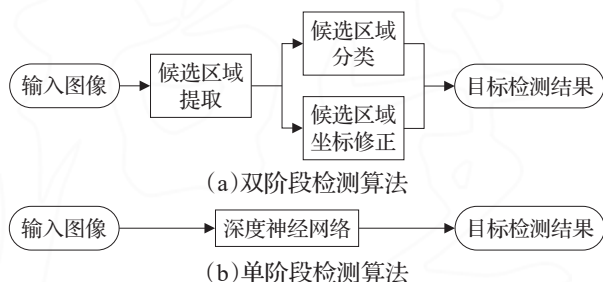 候选区域
分类
输入图像
候选区域
提取
目标检测结果
候选区域
坐标修正
(a)双阶段检测算法
输入图像
深度神经网络
目标检测结果
(b)单阶段检测算法